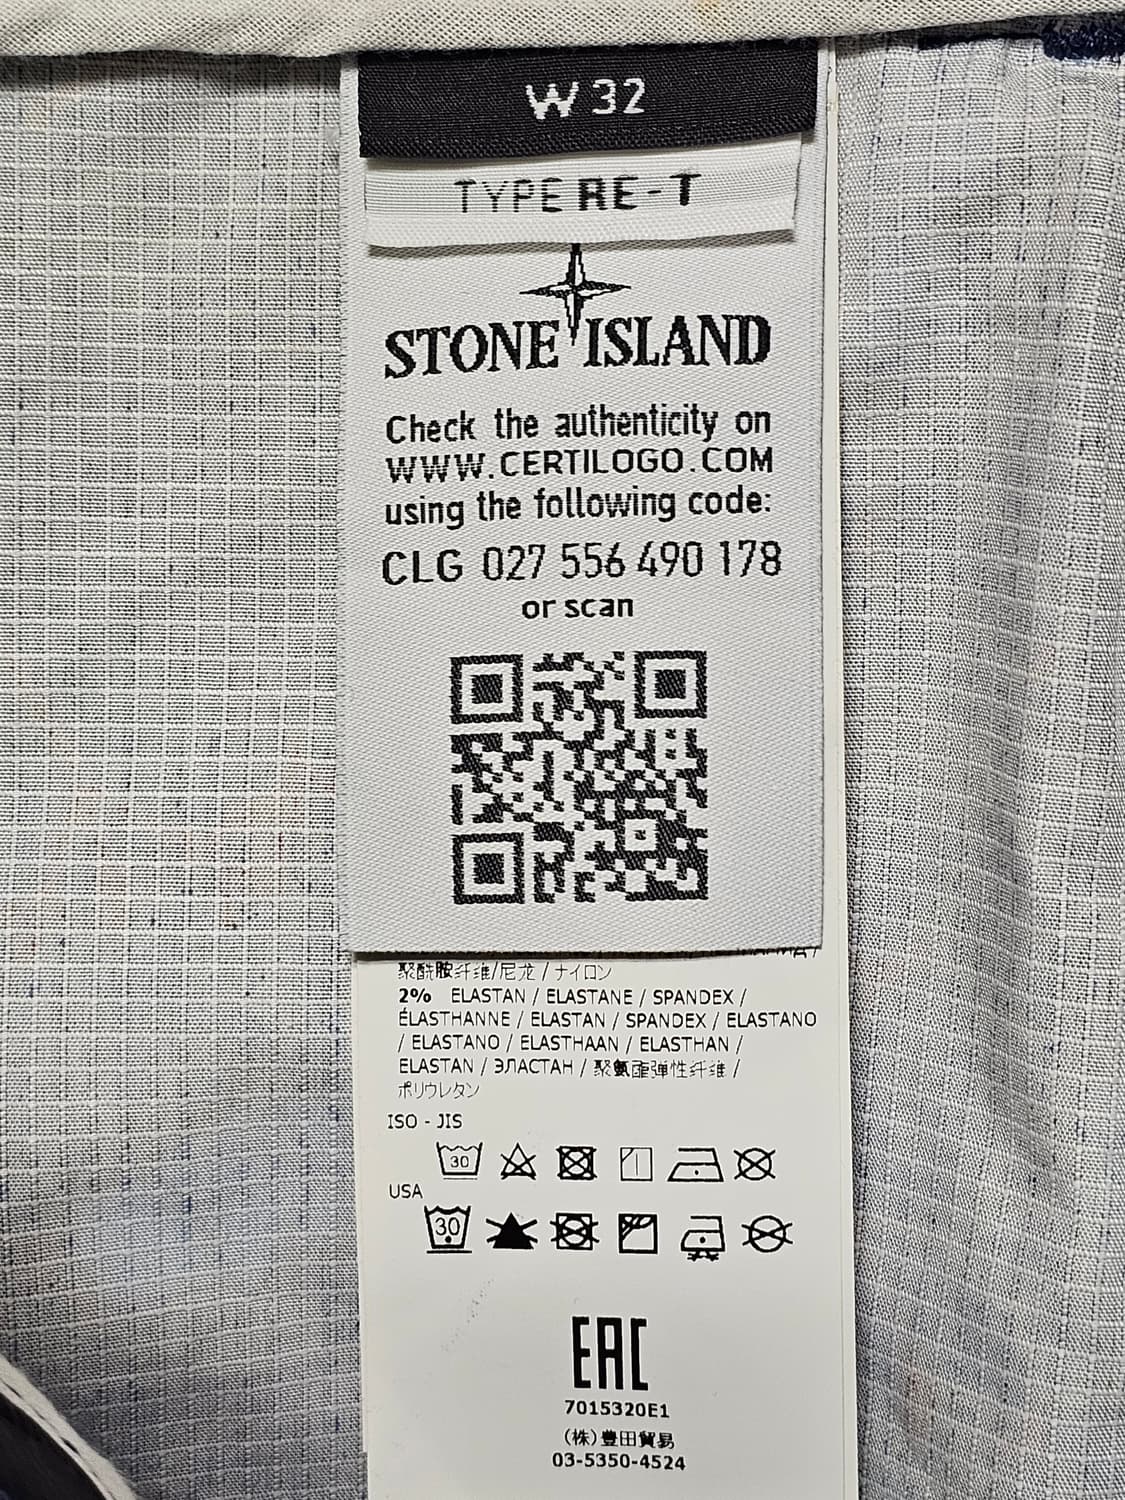 W 32
TYPE RE-T
STONE ISLAND
Check the authenticity on
WWW.CERTILOGO.COM
using the following code:
CLG 027 556 490 178
or scan
聚酰胺纤维/尼龙 / ナイロン
2% ELASTAN / ELASTANE / SPANDEX /
ÉLASTHANNE / ELASTAN / SPANDEX / ELASTANO
/ ELASTANO / ELASTHAAN / ELASTHAN /
ELASTAN / ЭЛАСТАН / 聚氨酯弹性纤维 /
ポリウレタン
ISO - JIS
30
USA
30
EAC
7015320E1
(株)豊田貿易
03-5350-4524